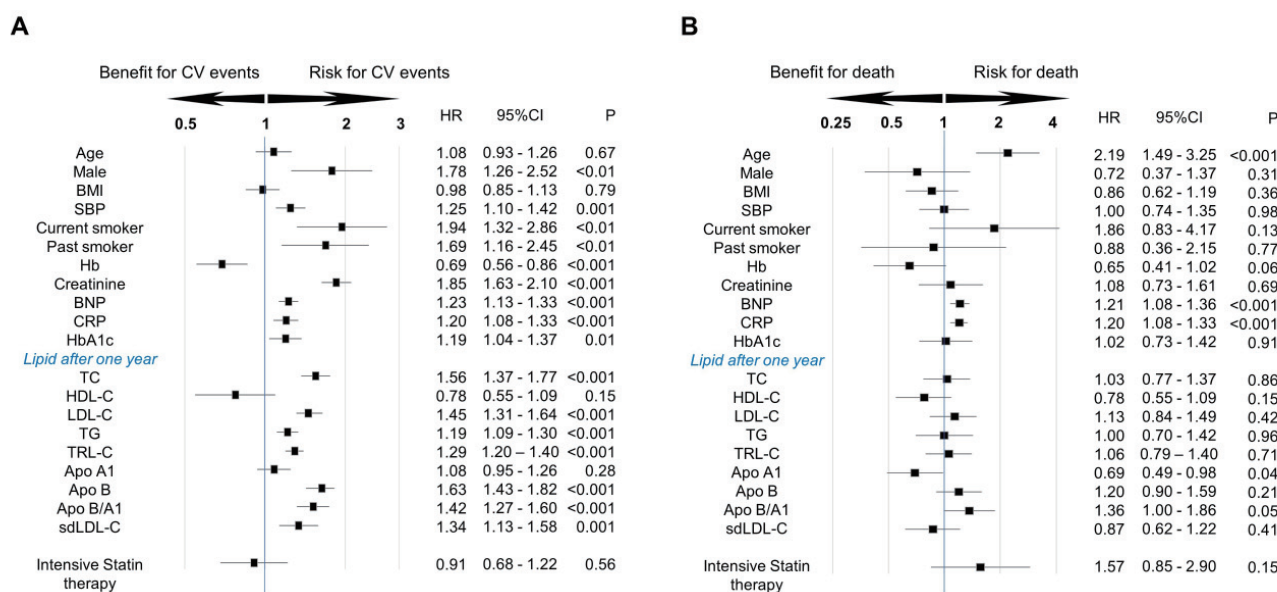 A
Benefit for CV events Risk for CV events
0.5 1 2 3 HR 95%CI P
Age 1.08 0.93 - 1.26 0.67
Male 1.78 1.26 - 2.52 <0.01
BMI 0.98 0.85 - 1.13 0.79
SBP 1.25 1.10 - 1.42 0.001
Current smoker 1.94 1.32 - 2.86 <0.01
Past smoker 1.69 1.16 - 2.45 <0.01
Hb 0.69 0.56 - 0.86 <0.001
Creatinine 1.85 1.63 - 2.10 <0.001
BNP 1.23 1.13 - 1.33 <0.001
CRP 1.20 1.08 - 1.33 <0.001
HbA1c 1.19 1.04 - 1.37 0.01
Lipid after one year
TC 1.56 1.37 - 1.77 <0.001
HDL-C 0.78 0.55 - 1.09 0.15
LDL-C 1.45 1.31 - 1.64 <0.001
TG 1.19 1.09 - 1.30 <0.001
TRL-C 1.29 1.20 – 1.40 <0.001
Apo A1 1.08 0.95 - 1.26 0.28
Apo B 1.63 1.43 - 1.82 <0.001
Apo B/A1 1.42 1.27 - 1.60 <0.001
sdLDL-C 1.34 1.13 - 1.58 0.001
Intensive Statin 0.91 0.68 - 1.22 0.56
therapy
B
Benefit for death Risk for death
0.25 0.5 1 2 4 HR 95%CI P
Age 2.19 1.49 - 3.25 <0.001
Male 0.72 0.37 - 1.37 0.31
BMI 0.86 0.62 - 1.19 0.36
SBP 1.00 0.74 - 1.35 0.98
Current smoker 1.86 0.83 - 4.17 0.13
Past smoker 0.88 0.36 - 2.15 0.77
Hb 0.65 0.41 - 1.02 0.06
Creatinine 1.08 0.73 - 1.61 0.69
BNP 1.21 1.08 - 1.36 <0.001
CRP 1.20 1.08 - 1.33 <0.001
HbA1c 1.02 0.73 - 1.42 0.91
Lipid after one year
TC 1.03 0.77 - 1.37 0.86
HDL-C 0.78 0.55 - 1.09 0.15
LDL-C 1.13 0.84 - 1.49 0.42
TG 1.00 0.70 - 1.42 0.96
TRL-C 1.06 0.79 – 1.40 0.71
Apo A1 0.69 0.49 - 0.98 0.04
Apo B 1.20 0.90 - 1.59 0.21
Apo B/A1 1.36 1.00 - 1.86 0.05
sdLDL-C 0.87 0.62 - 1.22 0.41
Intensive Statin 1.57 0.85 - 2.90 0.15
therapy